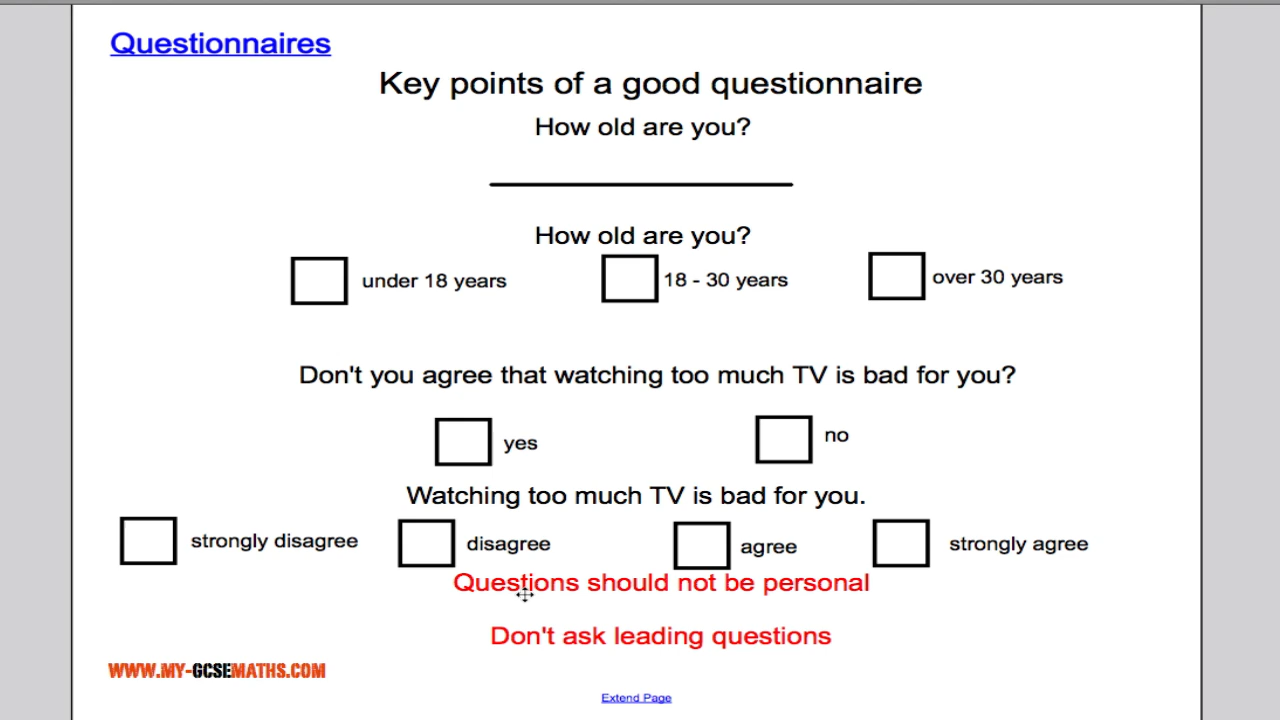 Questionnaires
Key points of a good questionnaire
How old are you?
How old are you?
under 18 years 18 - 30 years over 30 years
Don't you agree that watching too much TV is bad for you?
yes no
Watching too much TV is bad for you.
strongly disagree disagree agree strongly agree
Questions should not be personal
Don't ask leading questions
WWW.MY-GCSEMATHS.COM
Extend Page